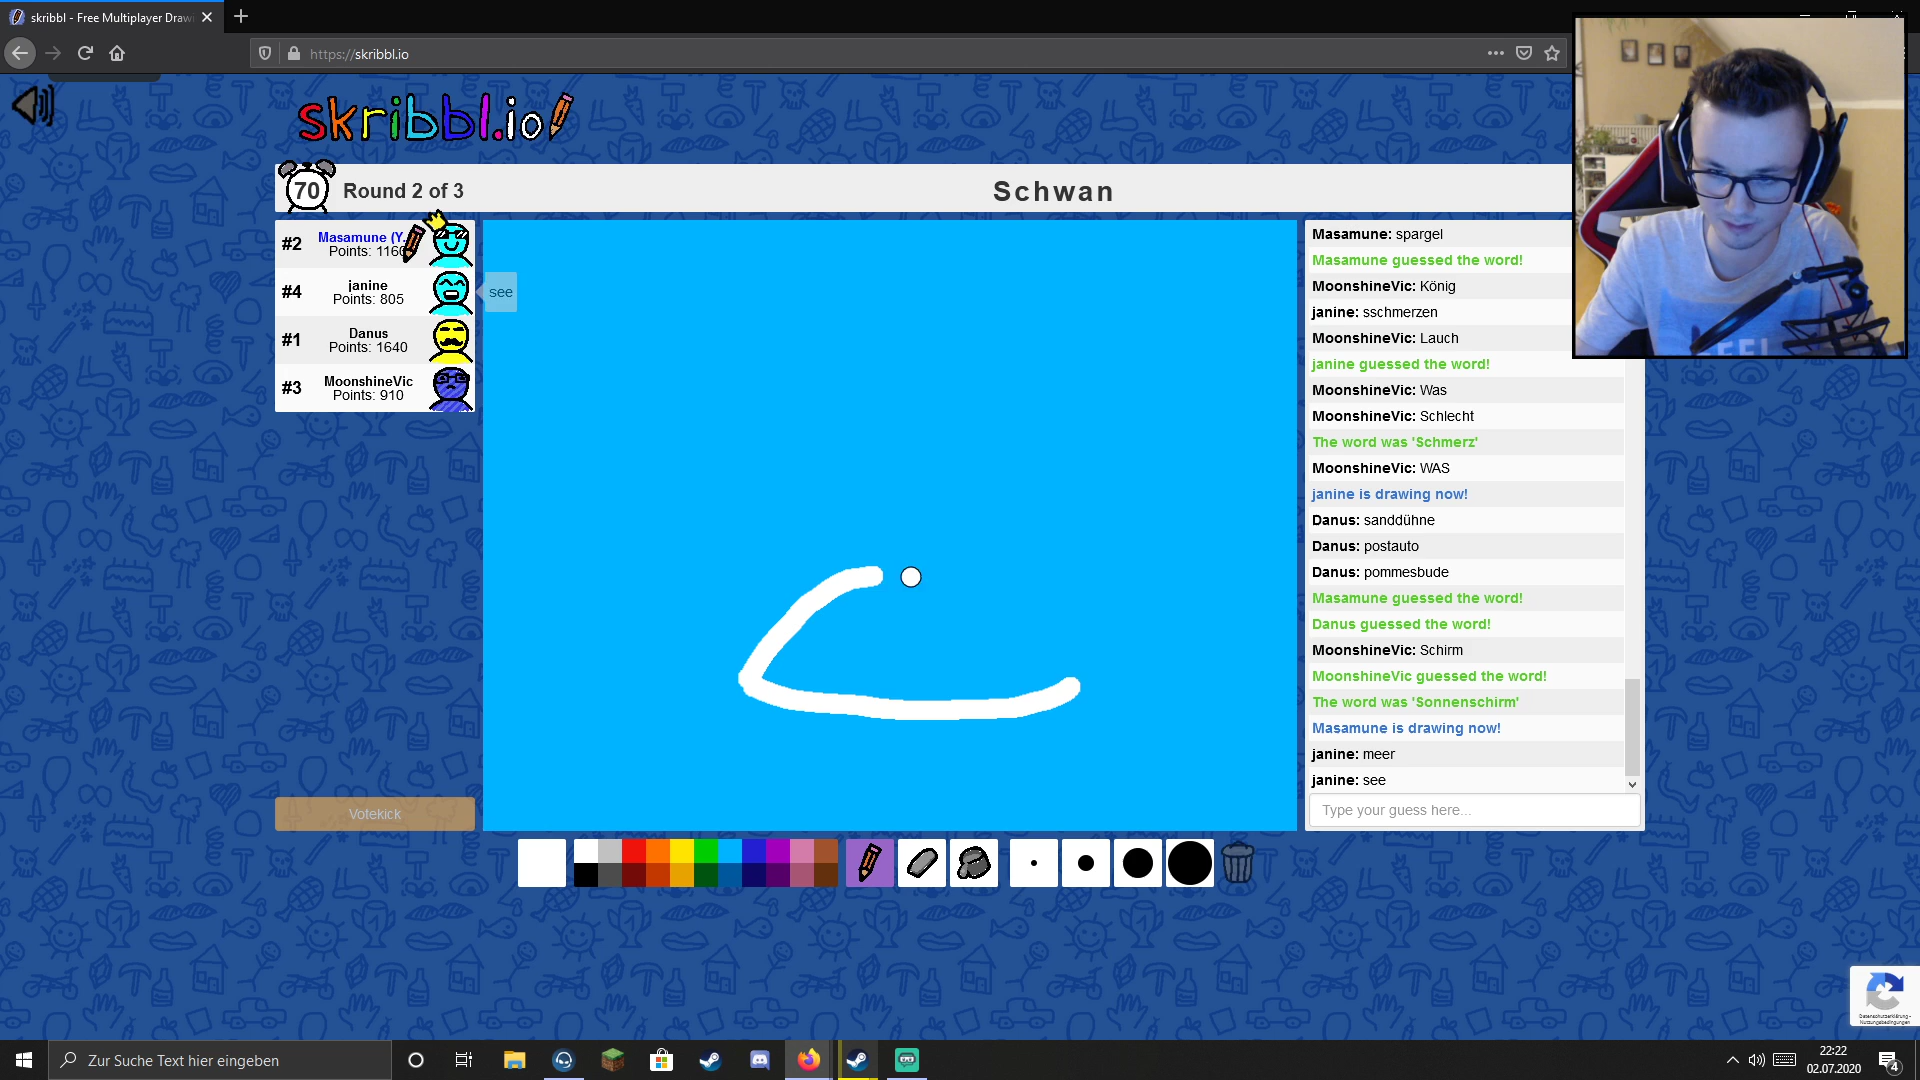 skribbl - Free Multiplayer Draw
https://skribbl.io
skribbl.io
70
Round 2 of 3
Schwan
#2
Masamune (Y.
Points: 1160
#4
janine
Points: 805
see
#1
Danus
Points: 1640
#3
MoonshineVic
Points: 910
Votekick
Masamune: spargel
Masamune guessed the word!
MoonshineVic: König
janine: sschmerzen
MoonshineVic: Lauch
janine guessed the word!
MoonshineVic: Was
MoonshineVic: Schlecht
The word was 'Schmerz'
MoonshineVic: WAS
janine is drawing now!
Danus: sanddühne
Danus: postauto
Danus: pommesbude
Masamune guessed the word!
Danus guessed the word!
MoonshineVic: Schirm
MoonshineVic guessed the word!
The word was 'Sonnenschirm'
Masamune is drawing now!
janine: meer
janine: see
Type your guess here...
Datenschutzerklärung -
Nutzungsbedingungen
Zur Suche Text hier eingeben
22:22
02.07.2020
4